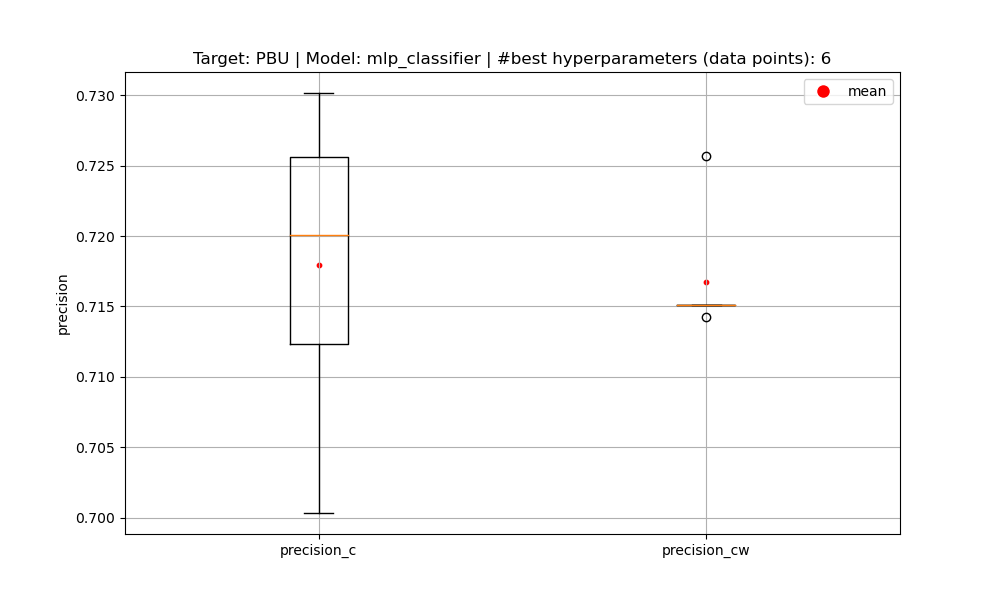 Target: PBU | Model: mlp_classifier | #best hyperparameters (data points): 6
mean
0.730
0.725
0.720
0.715
0.710
0.705
0.700
precision
precision_c
precision_cw